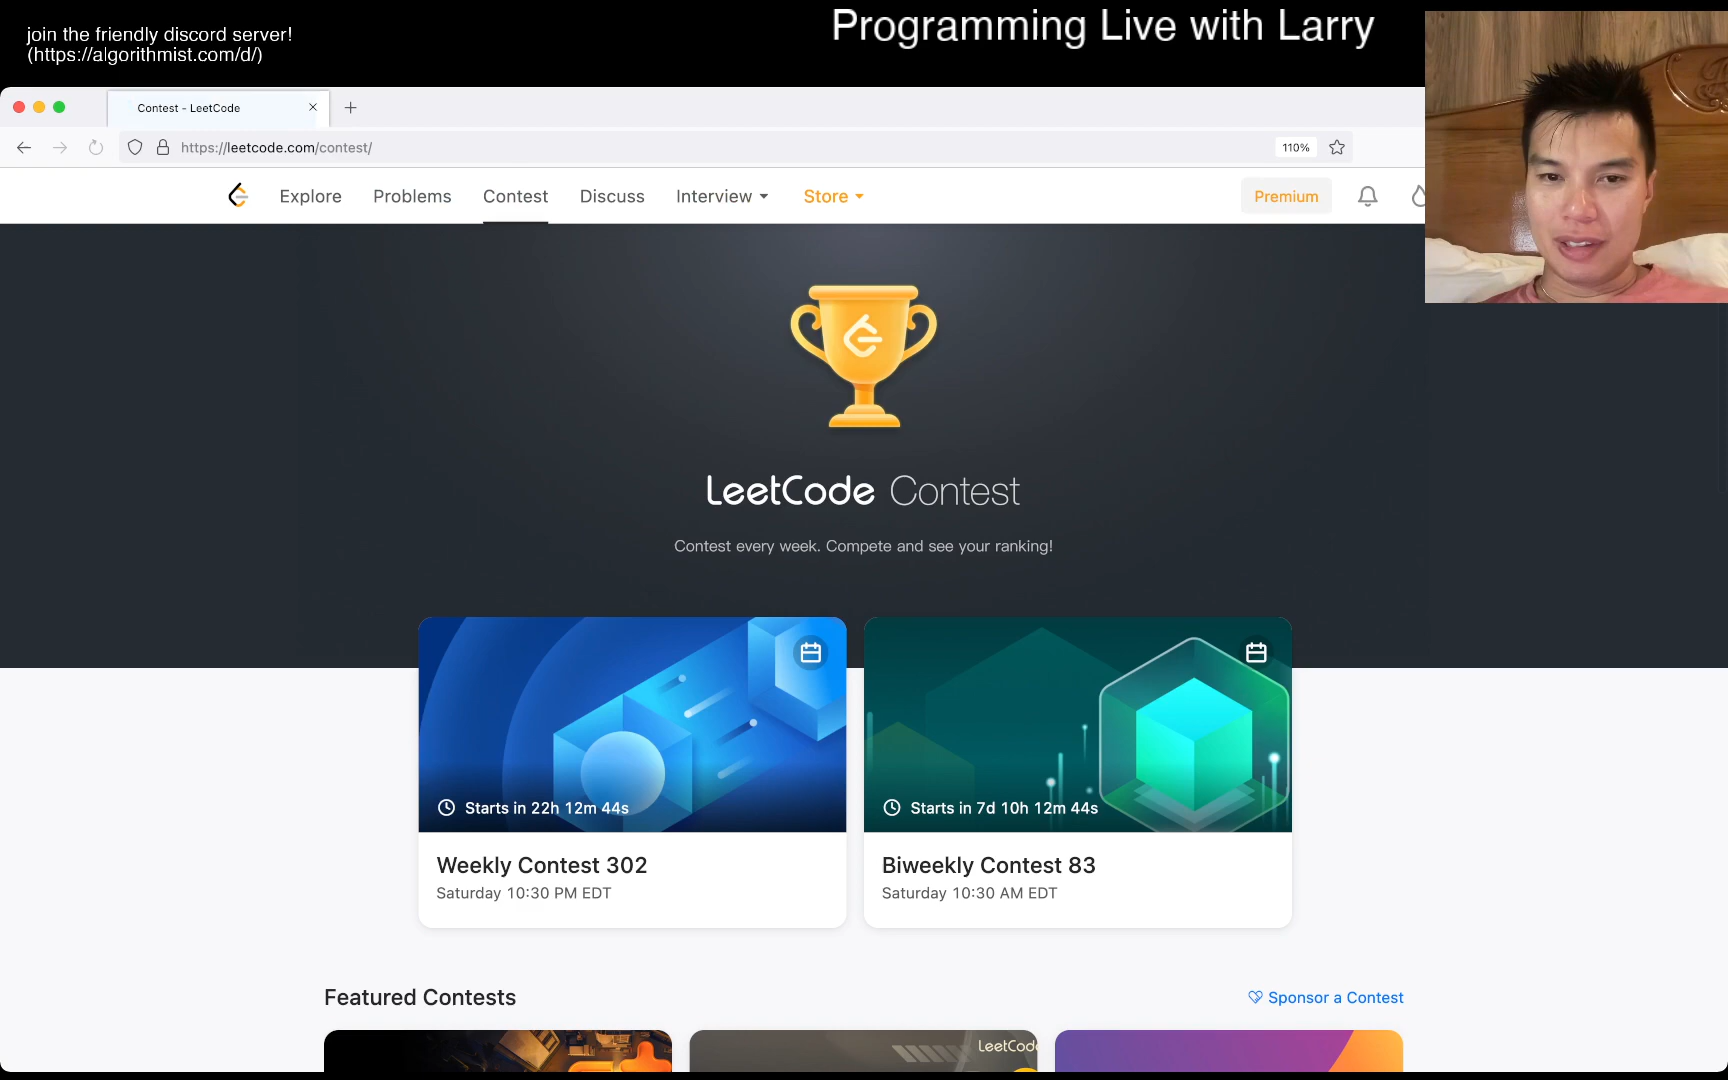 join the friendly discord server!
(https://algorithmist.com/d/)
Programming Live with Larry
Contest - LeetCode
https://leetcode.com/contest/
110%
Explore
Problems
Contest
Discuss
Interview
Store
Premium
LeetCode Contest
Contest every week. Compete and see your ranking!
Starts in 22h 12m 44s
Starts in 7d 10h 12m 44s
Weekly Contest 302
Saturday 10:30 PM EDT
Biweekly Contest 83
Saturday 10:30 AM EDT
Featured Contests
Sponsor a Contest
LeetCode